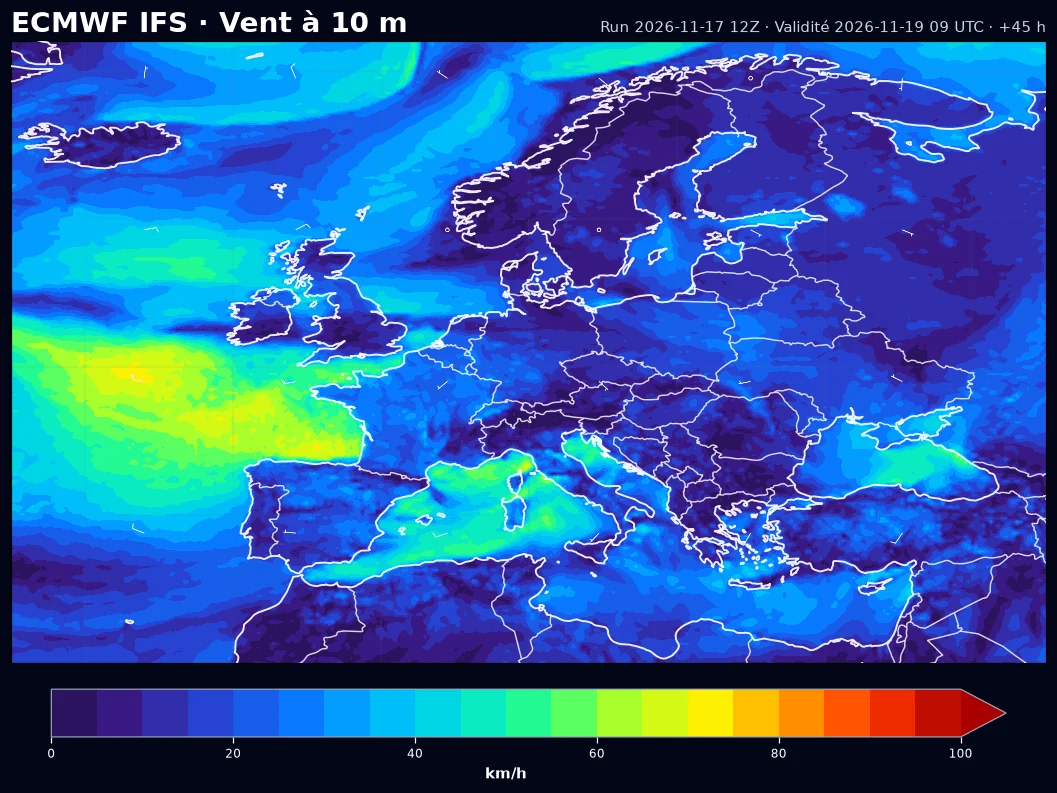 ECMWF IFS · Vent à 10 m
Run 2026-11-17 12Z · Validité 2026-11-19 09 UTC · +45 h
0 20 40 60 80 100
km/h